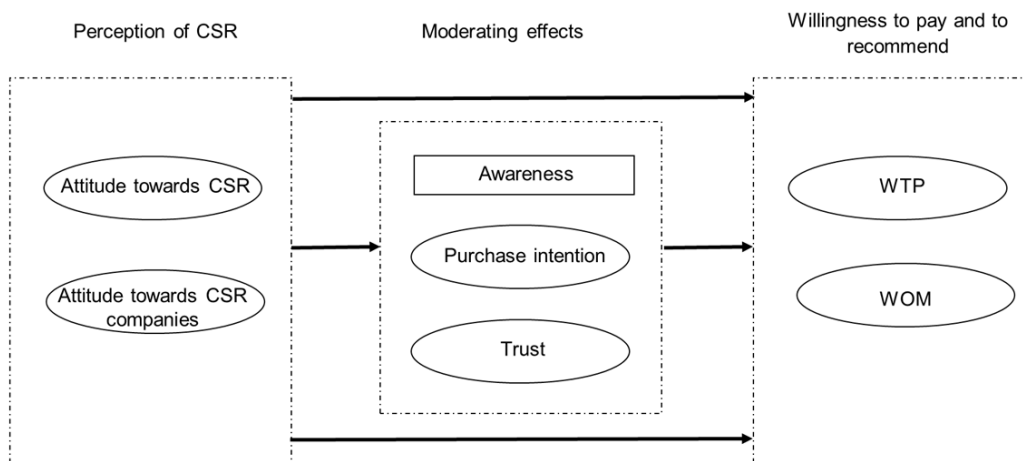 Perception of CSR
Moderating effects
Willingness to pay and to
recommend
Attitude towards CSR
Attitude towards CSR
companies
Awareness
Purchase intention
Trust
WTP
WOM